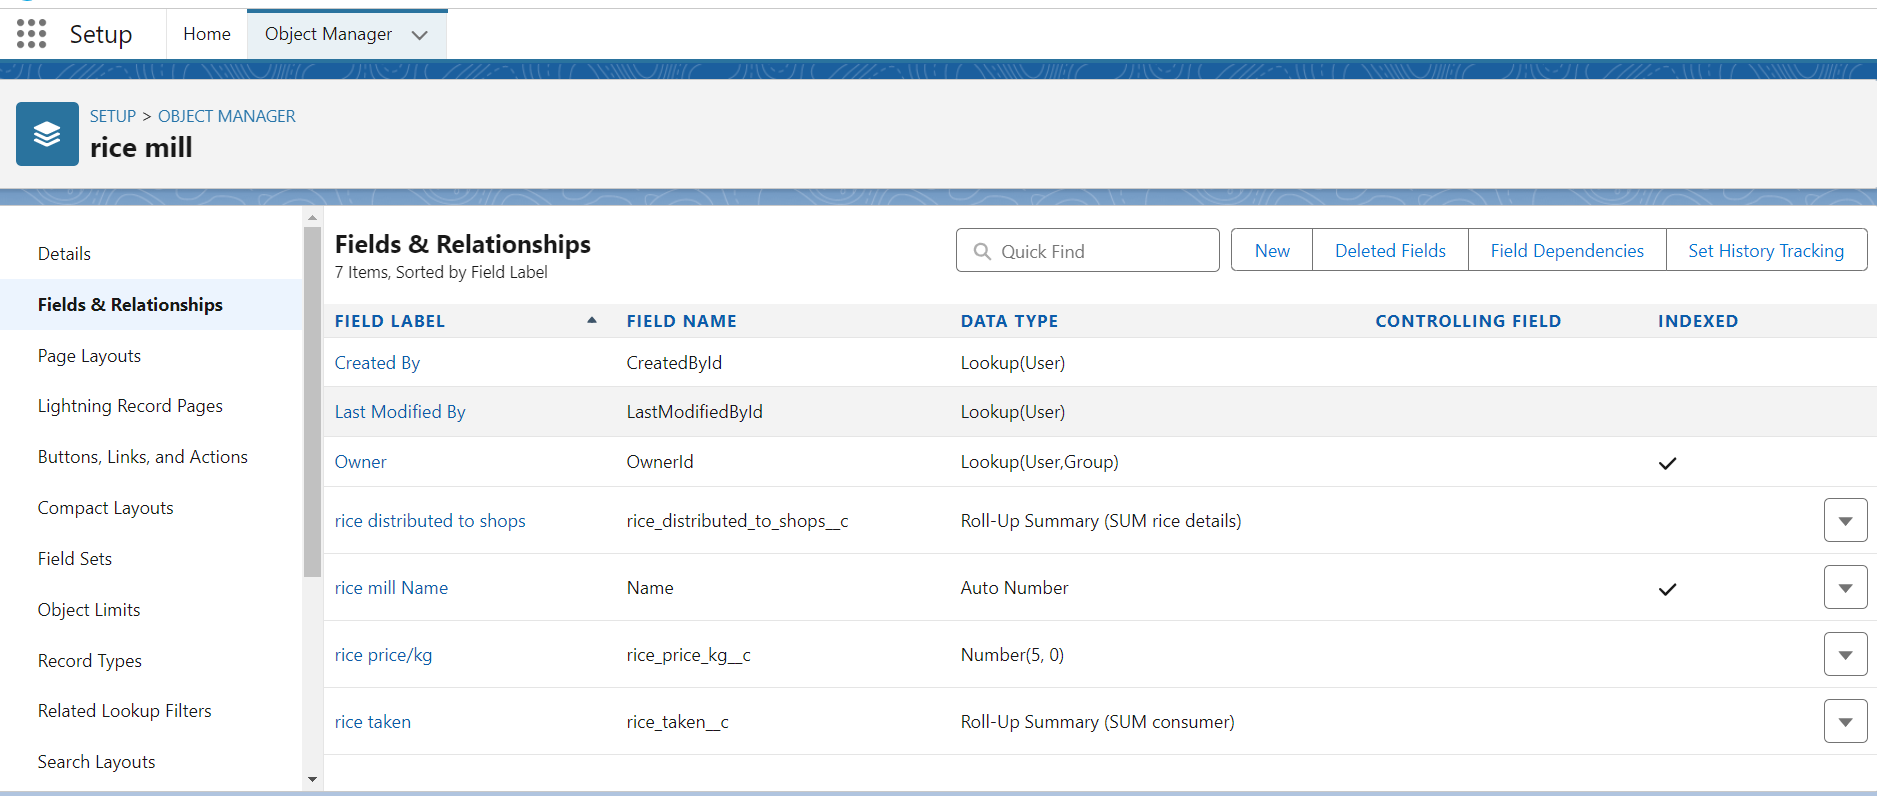 Setup Home Object Manager
SETUP > OBJECT MANAGER
rice mill
Details
Fields & Relationships
Page Layouts
Lightning Record Pages
Buttons, Links, and Actions
Compact Layouts
Field Sets
Object Limits
Record Types
Related Lookup Filters
Search Layouts
Fields & Relationships
7 Items, Sorted by Field Label
Quick Find New Deleted Fields Field Dependencies Set History Tracking
FIELD LABEL FIELD NAME DATA TYPE CONTROLLING FIELD INDEXED
Created By CreatedById Lookup(User)
Last Modified By LastModifiedById Lookup(User)
Owner OwnerId Lookup(User,Group)
rice distributed to shops rice_distributed_to_shops__c Roll-Up Summary (SUM rice details)
rice mill Name Name Auto Number
rice price/kg rice_price_kg__c Number(5, 0)
rice taken rice_taken__c Roll-Up Summary (SUM consumer)